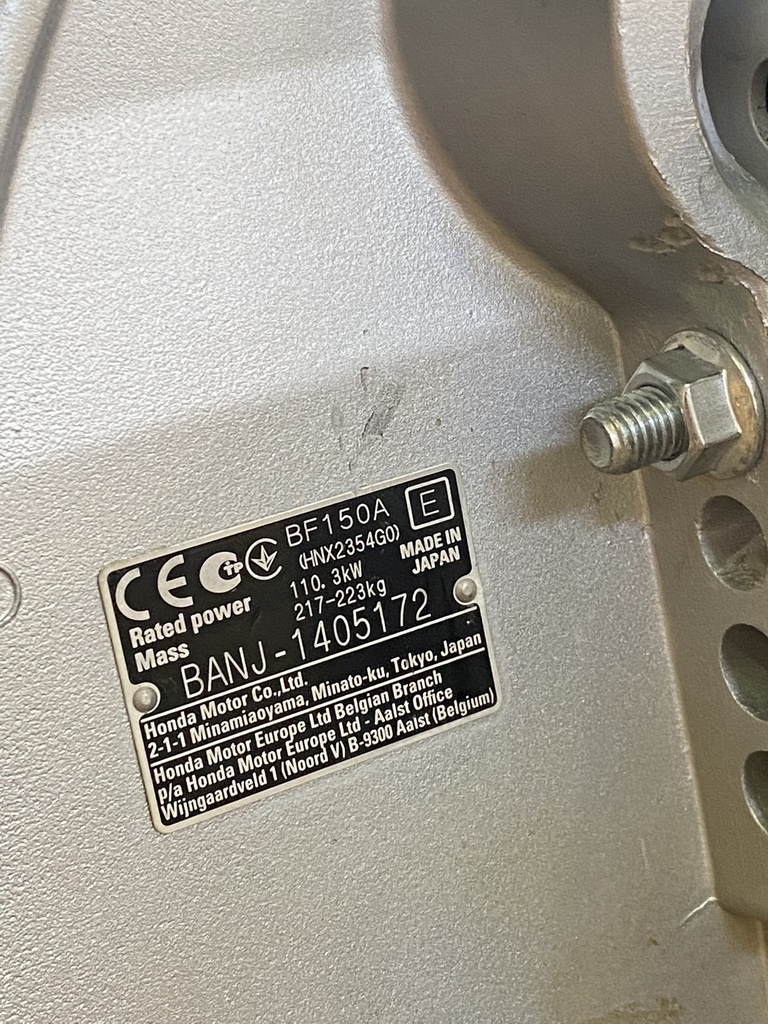 CE BF150A E
(HNX2354G0) MADE IN
JAPAN
Rated power 110.3kW
Mass 217-223kg
BANJ-1405172
Honda Motor Co.,Ltd.
2-1-1 Minamiaoyama, Minato-ku, Tokyo, Japan
Honda Motor Europe Ltd Belgian Branch
p/a Honda Motor Europe Ltd - Aalst Office
Wijngaardveld 1 (Noord V) B-9300 Aalst (Belgium)